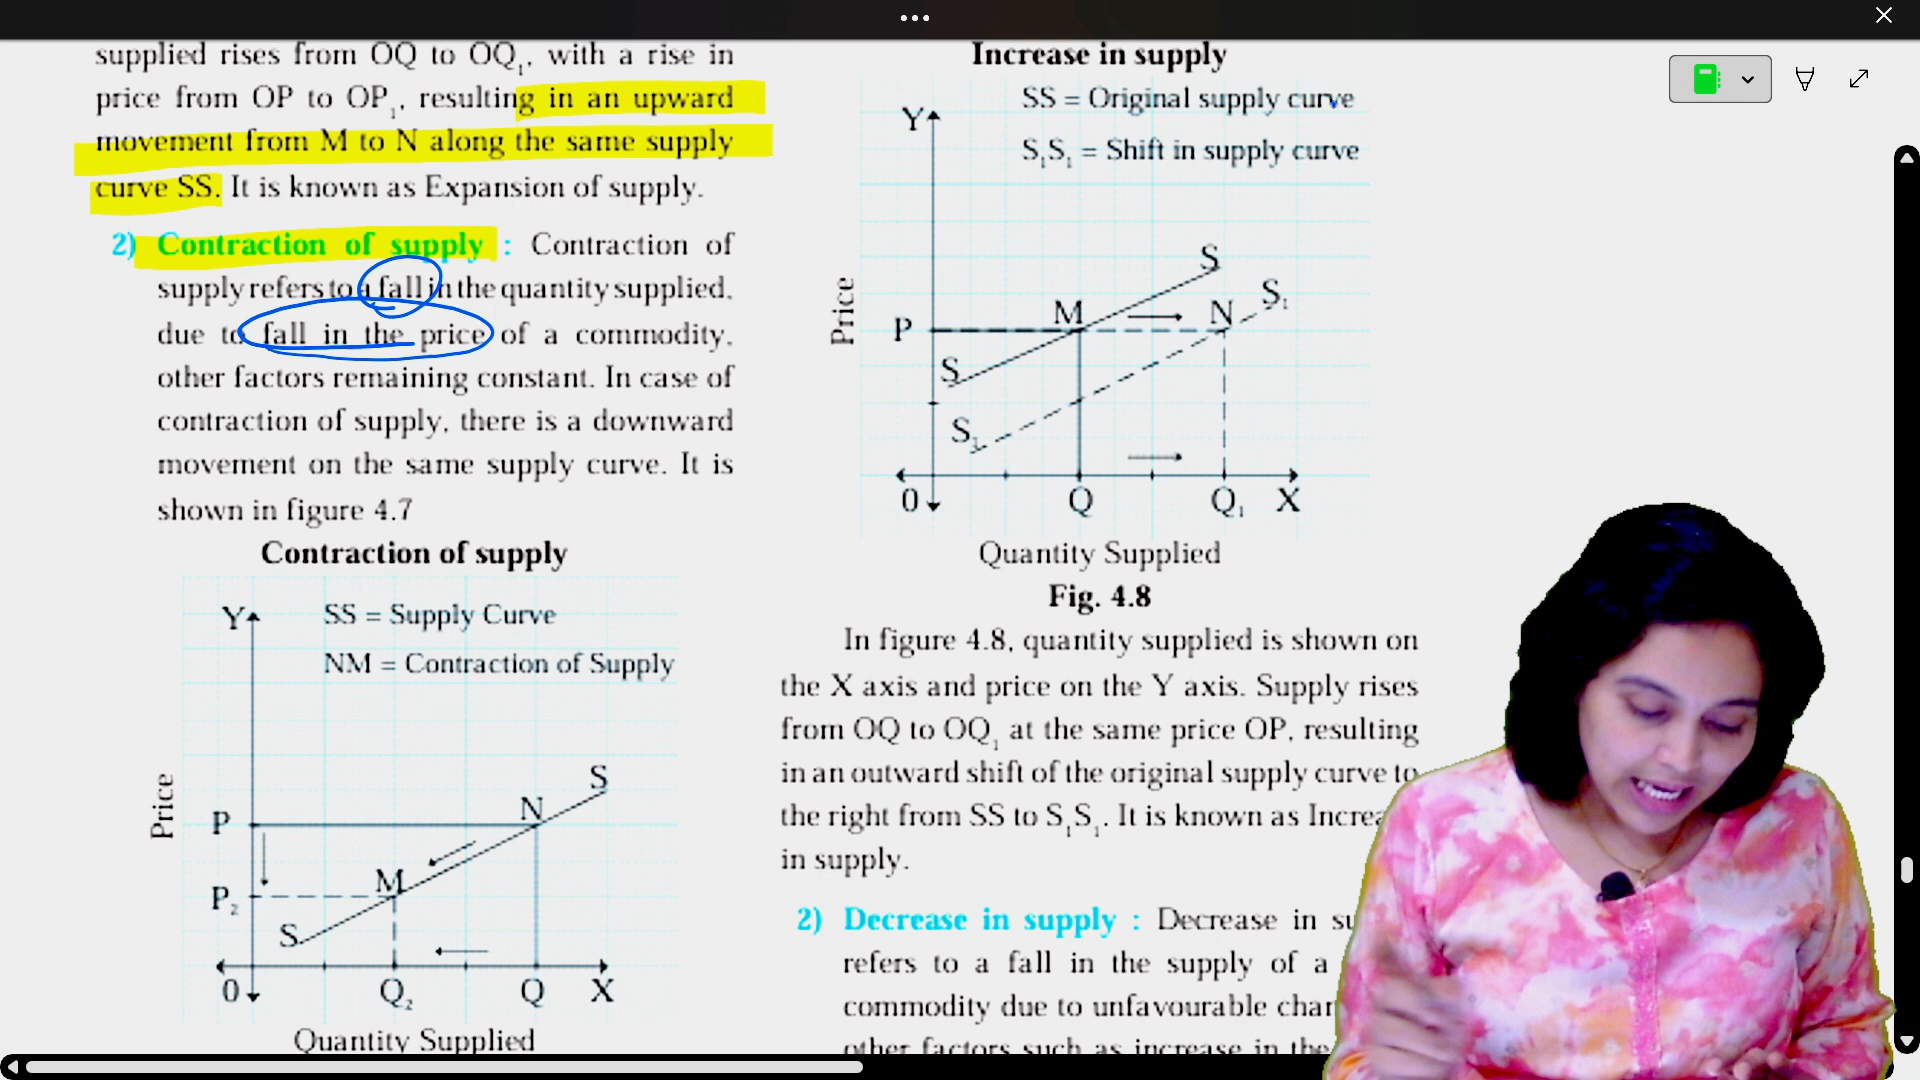 supplied rises from OQ to OQ₁, with a rise in
price from OP to OP₁, resulting in an upward
movement from M to N along the same supply
curve SS. It is known as Expansion of supply.
2) Contraction of supply : Contraction of
supply refers to a fall in the quantity supplied,
due to fall in the price of a commodity,
other factors remaining constant. In case of
contraction of supply, there is a downward
movement on the same supply curve. It is
shown in figure 4.7
Contraction of supply
Y
SS = Supply Curve
NM = Contraction of Supply
Price
S
N
P
M
P₂
S
0
Q₂
Q
X
Quantity Supplied
Increase in supply
SS = Original supply curve
Y
S₁S₁ = Shift in supply curve
Price
S
S₁
M
N
P
S
S₁
0
Q
Q₁
X
Quantity Supplied
Fig. 4.8
In figure 4.8, quantity supplied is shown on
the X axis and price on the Y axis. Supply rises
from OQ to OQ₁ at the same price OP, resulting
in an outward shift of the original supply curve to
the right from SS to S₁S₁. It is known as Increa
in supply.
2) Decrease in supply : Decrease in su
refers to a fall in the supply of a
commodity due to unfavourable chan
other factors such as increase in the